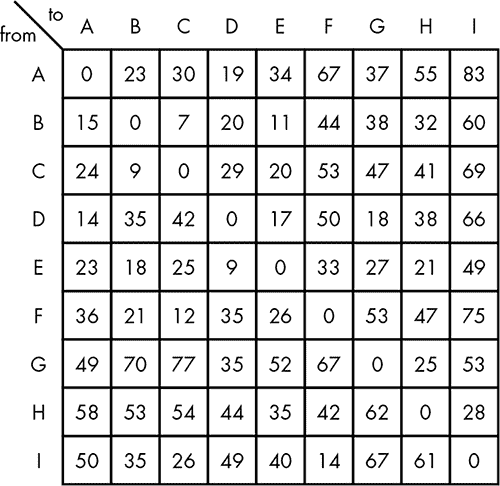 to
from A B C D E F G H I
A 0 23 30 19 34 67 37 55 83
B 15 0 7 20 11 44 38 32 60
C 24 9 0 29 20 53 47 41 69
D 14 35 42 0 17 50 18 38 66
E 23 18 25 9 0 33 27 21 49
F 36 21 12 35 26 0 53 47 75
G 49 70 77 35 52 67 0 25 53
H 58 53 54 44 35 42 62 0 28
I 50 35 26 49 40 14 67 61 0